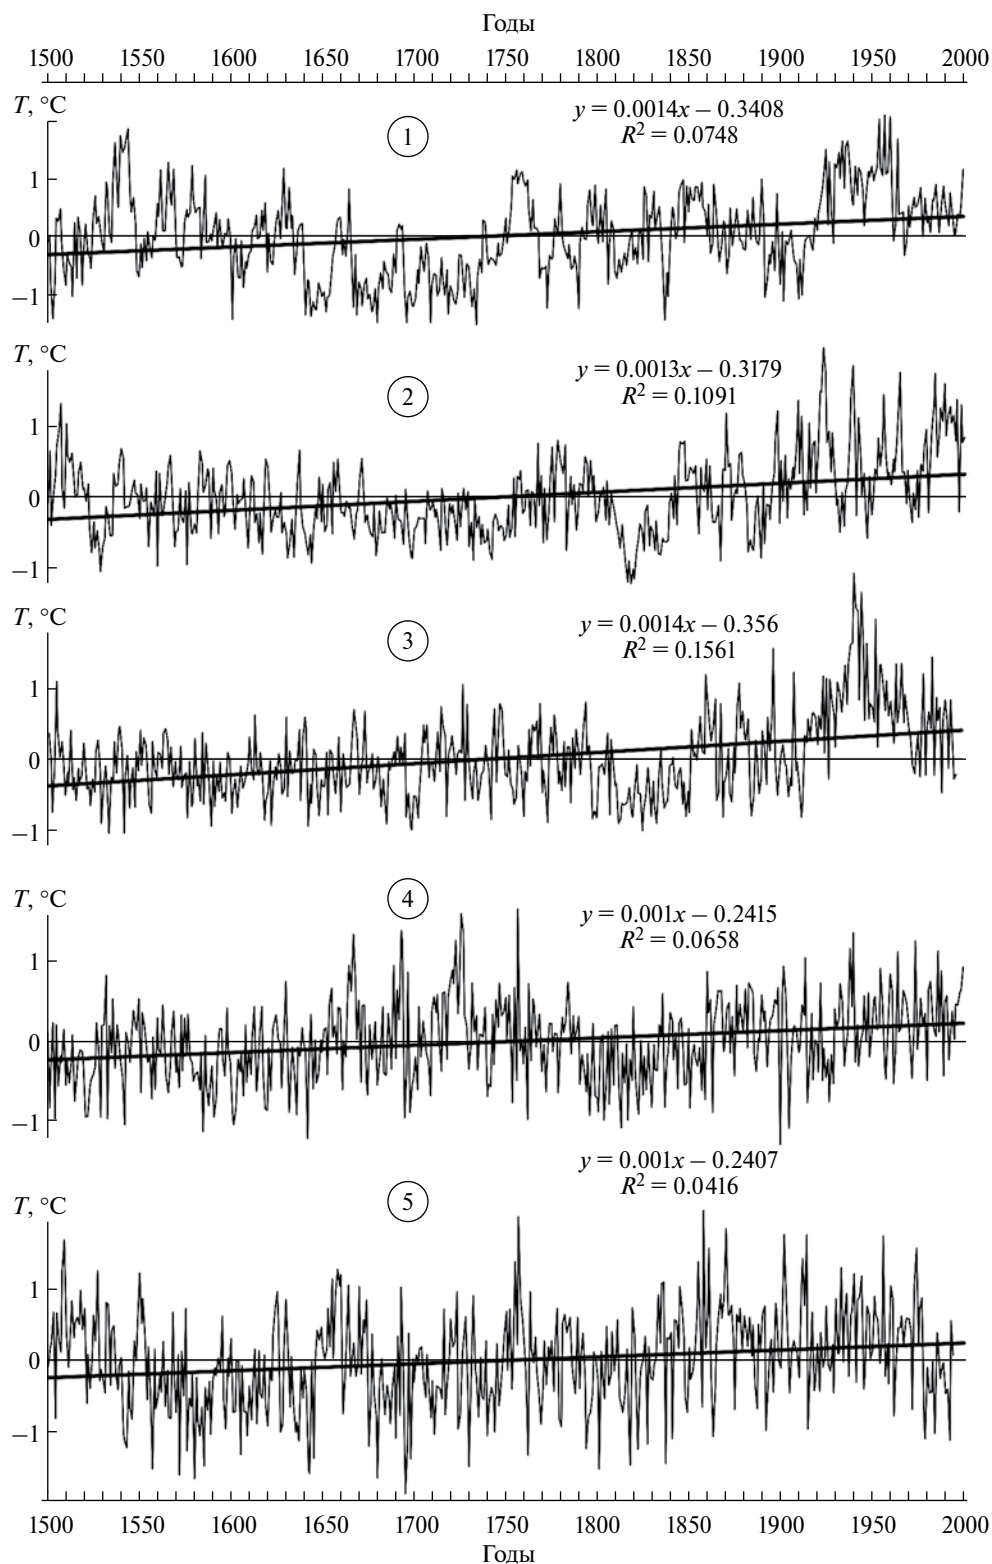 Годы
1500 1550 1600 1650 1700 1750 1800 1850 1900 1950 2000
T, °C
y = 0.0014x – 0.3408
R² = 0.0748
1
1
0
–1
T, °C
y = 0.0013x – 0.3179
R² = 0.1091
2
1
0
–1
T, °C
y = 0.0014x – 0.356
R² = 0.1561
3
1
0
–1
T, °C
4
y = 0.001x – 0.2415
R² = 0.0658
1
0
–1
y = 0.001x – 0.2407
R² = 0.0416
T, °C
5
1
0
–1
1500 1550 1600 1650 1700 1750 1800 1850 1900 1950 2000
Годы